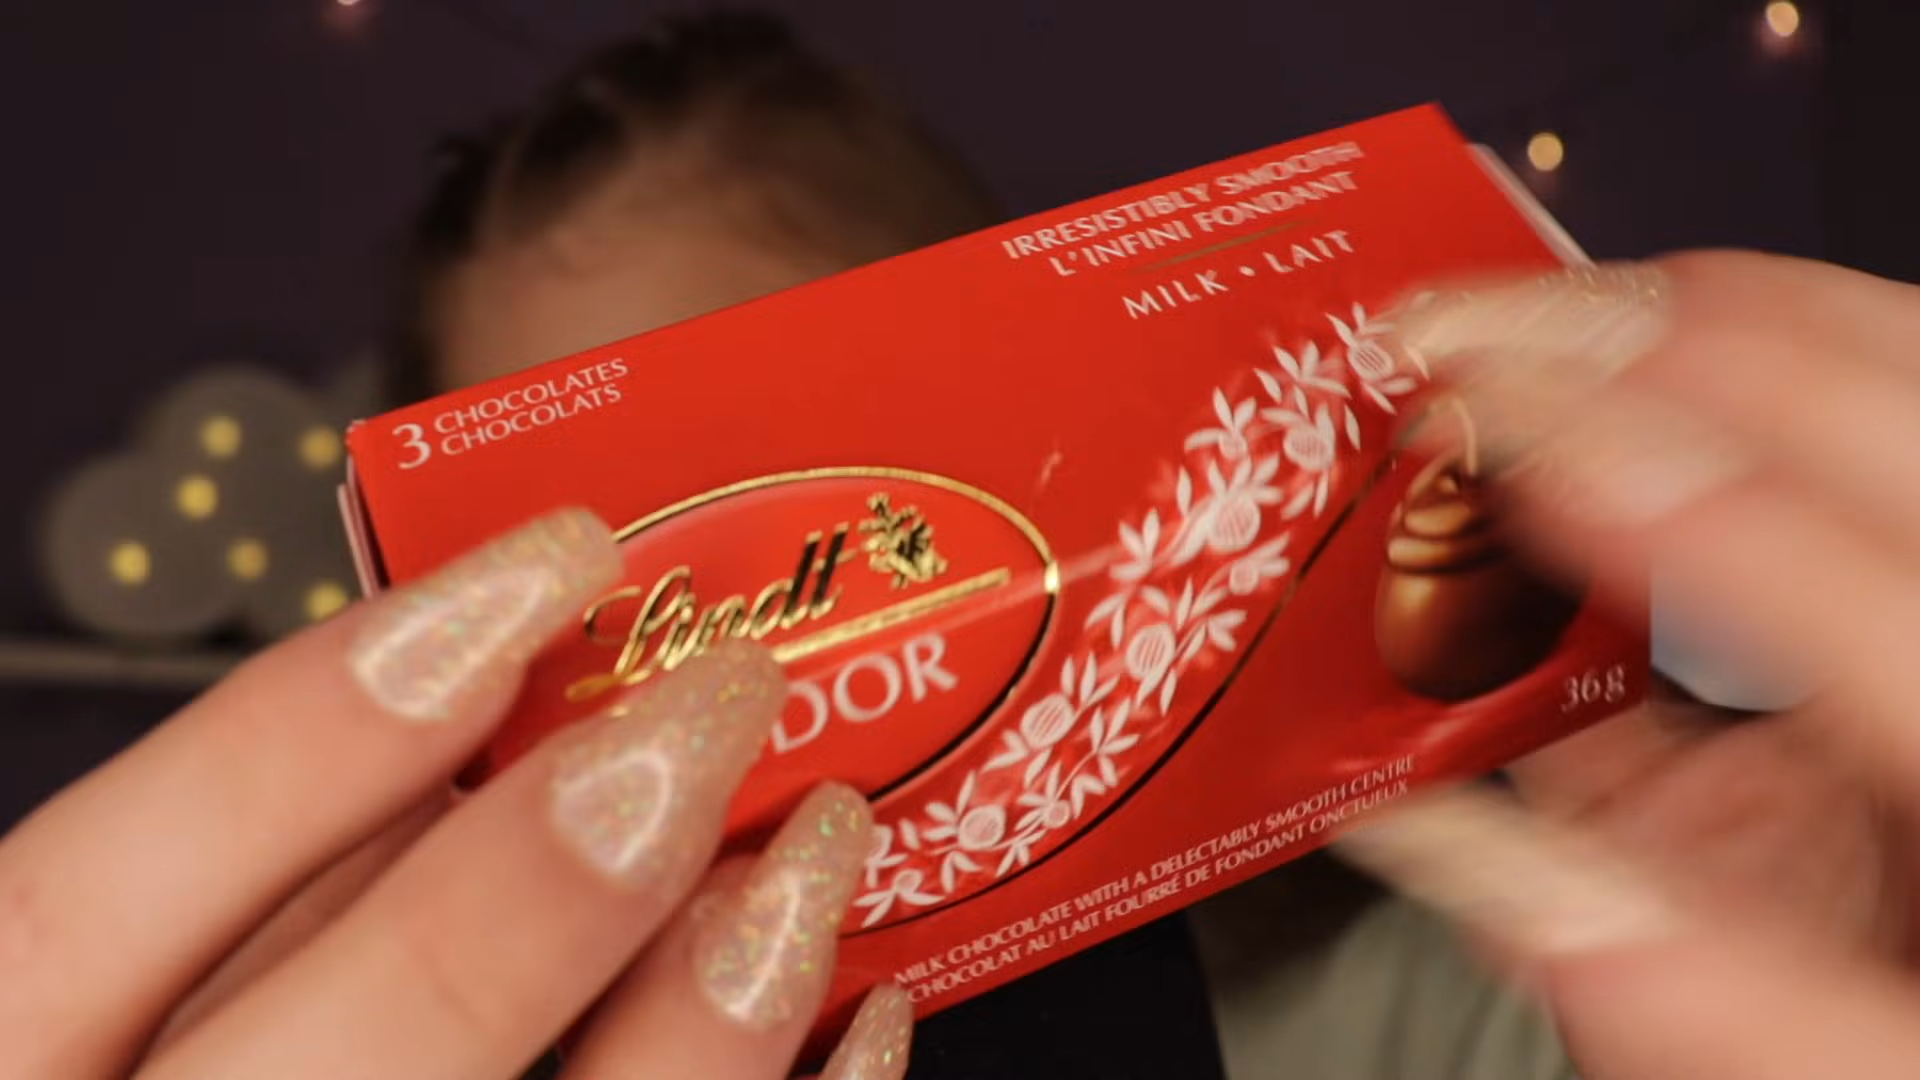 IRRESISTIBLY SMOOTH
L'INFINI FONDANT
MILK • LAIT
3 CHOCOLATES
CHOCOLATS
Lindt
DOR
36g
MILK CHOCOLATE WITH A DELECTABLY SMOOTH CENTRE
CHOCOLAT AU LAIT FOURRÉ DE FONDANT ONCTUEUX